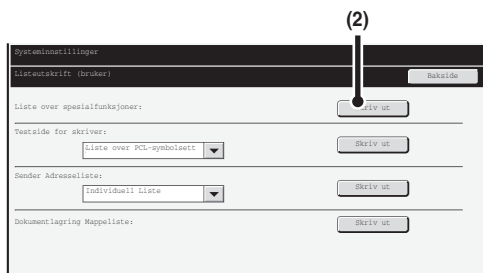 (2)
Systeminnstillinger
Listeutskrift (bruker)
Bakside
Liste over spesialfunksjoner:
Skriv ut
Testside for skriver:
Liste over PCL-symbolsett
Skriv ut
Sender Adresseliste:
Individuell Liste
Skriv ut
Dokumentlagring Mappeliste:
Skriv ut